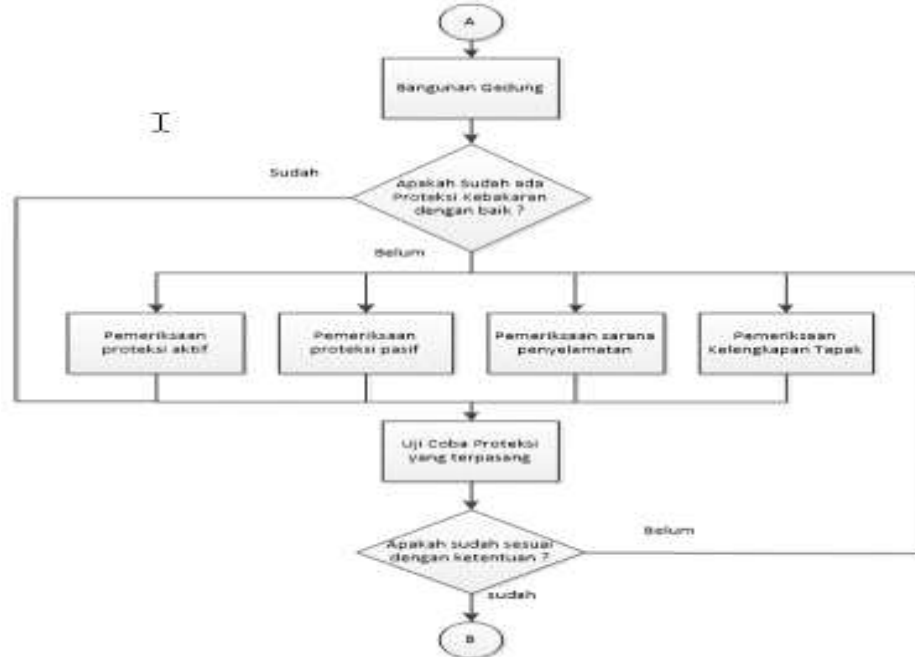 A
Bangunan Gedung
Sudah
Apakah Sudah ada
Proteksi Kebakaran
dengan baik ?
Belum
Pemeriksaan
proteksi aktif
Pemeriksaan
proteksi pasif
Pemeriksaan sarana
penyelamatan
Pemeriksaan
Kelengkapan Tapak
Uji Coba Proteksi
yang terpasang
Apakah sudah sesuai
dengan ketentuan ?
Belum
sudah
B